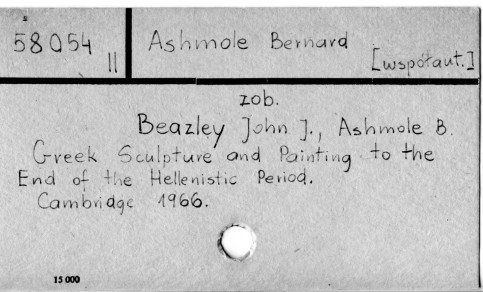 58054 II
Ashmole Bernard
[współaut.]
zob.
Beazley John J., Ashmole B.
Greek Sculpture and Painting to the
End of the Hellenistic Period.
Cambridge 1966.
15 000